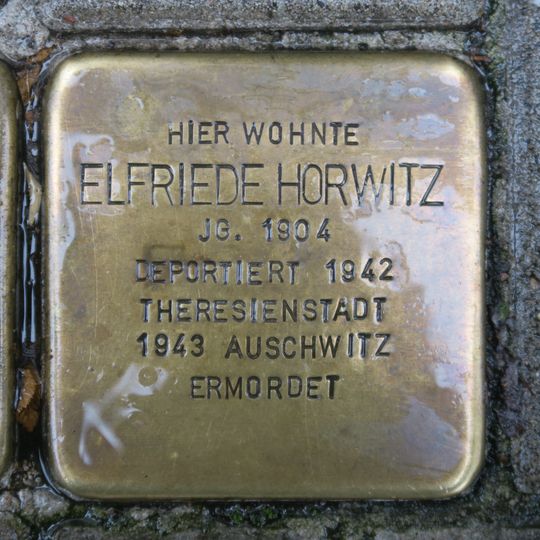 HIER WOHNTE
ELFRIEDE HORWITZ
JG. 1904
DEPORTIERT 1942
THERESIENSTADT
1943 AUSCHWITZ
ERMORDET